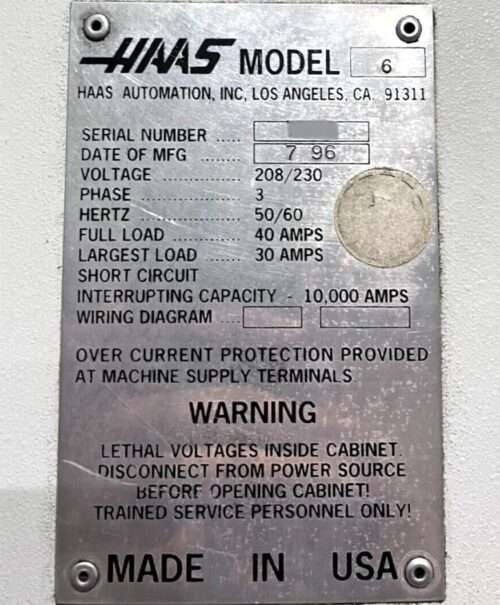 HAAS MODEL 6
HAAS AUTOMATION, INC, LOS ANGELES, CA. 91311
SERIAL NUMBER .....
DATE OF MFG ........ 7 96
VOLTAGE ............... 208/230
PHASE .................. 3
HERTZ .................. 50/60
FULL LOAD ............ 40 AMPS
LARGEST LOAD ...... 30 AMPS
SHORT CIRCUIT
INTERRUPTING CAPACITY - 10,000 AMPS
WIRING DIAGRAM ....
OVER CURRENT PROTECTION PROVIDED
AT MACHINE SUPPLY TERMINALS.
WARNING
LETHAL VOLTAGES INSIDE CABINET.
DISCONNECT FROM POWER SOURCE
BEFORE OPENING CABINET!
TRAINED SERVICE PERSONNEL ONLY!
MADE IN USA